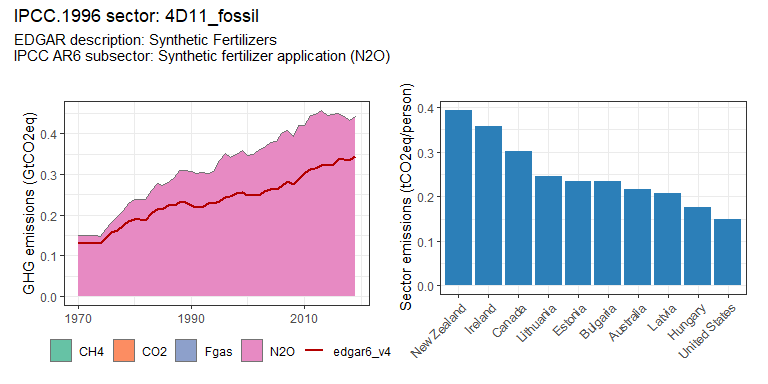 IPCC.1996 sector: 4D11_fossil
EDGAR description: Synthetic Fertilizers
IPCC AR6 subsector: Synthetic fertilizer application (N2O)
GHG emissions (GtCO2eq)
0.4
0.3
0.2
0.1
0.0
1970
1990
2010
CH4
CO2
Fgas
N2O
edgar6_v4
Sector emissions (tCO2eq/person)
0.4
0.3
0.2
0.1
0.0
New Zealand
Ireland
Canada
Lithuania
Estonia
Bulgaria
Australia
Latvia
Hungary
United States